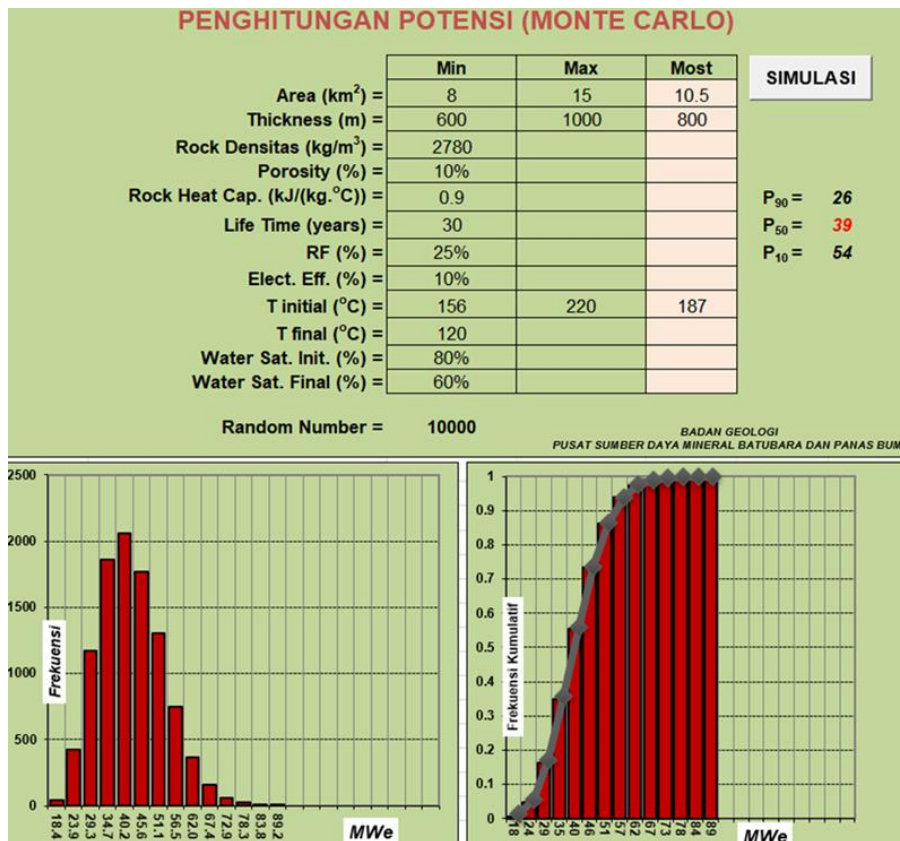 PENGHITUNGAN POTENSI (MONTE CARLO)
Min Max Most
SIMULASI
Area (km²) = 8 15 10.5
Thickness (m) = 600 1000 800
Rock Densitas (kg/m³) = 2780
Porosity (%) = 10%
Rock Heat Cap. (kJ/(kg.°C)) = 0.9
P₉₀ = 26
Life Time (years) = 30
P₅₀ = 39
RF (%) = 25%
P₁₀ = 54
Elect. Eff. (%) = 10%
T initial (°C) = 156 220 187
T final (°C) = 120
Water Sat. Init. (%) = 80%
Water Sat. Final (%) = 60%
Random Number = 10000
BADAN GEOLOGI
PUSAT SUMBER DAYA MINERAL BATUBARA DAN PANAS BUM
2500
2000
1500
1000
500
0
Frekuensi
18.4 23.9 29.3 34.7 40.2 45.6 51.1 56.5 62.0 67.4 72.9 78.3 83.8 89.2
MWe
1
0.9
0.8
0.7
0.6
0.5
0.4
0.3
0.2
0.1
0
Frekuensi Kumulatif
18 24 29 35 40 46 51 57 62 67 73 78 84 89
MWe